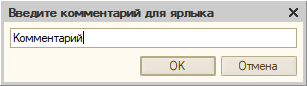 Введите комментарий для ярлыка
Комментарий
OK
Отмена